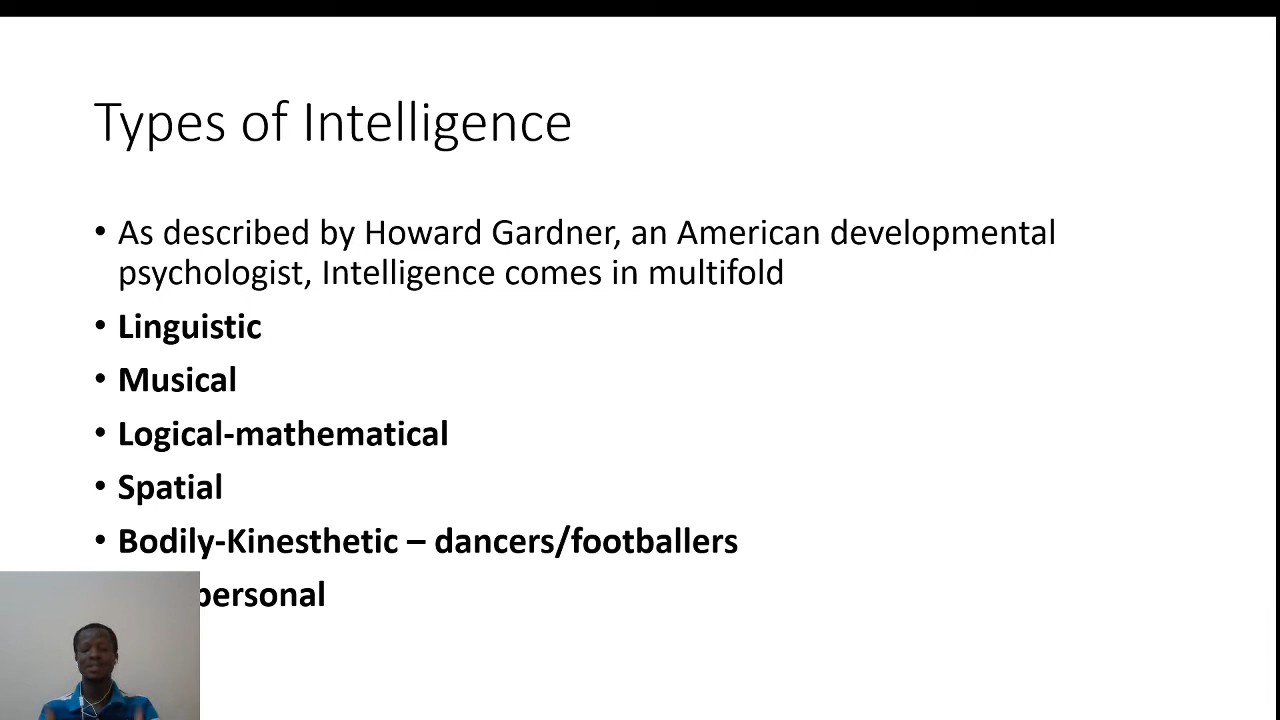 Types of Intelligence
• As described by Howard Gardner, an American developmental
psychologist, Intelligence comes in multifold
• Linguistic
• Musical
• Logical-mathematical
• Spatial
• Bodily-Kinesthetic – dancers/footballers
personal